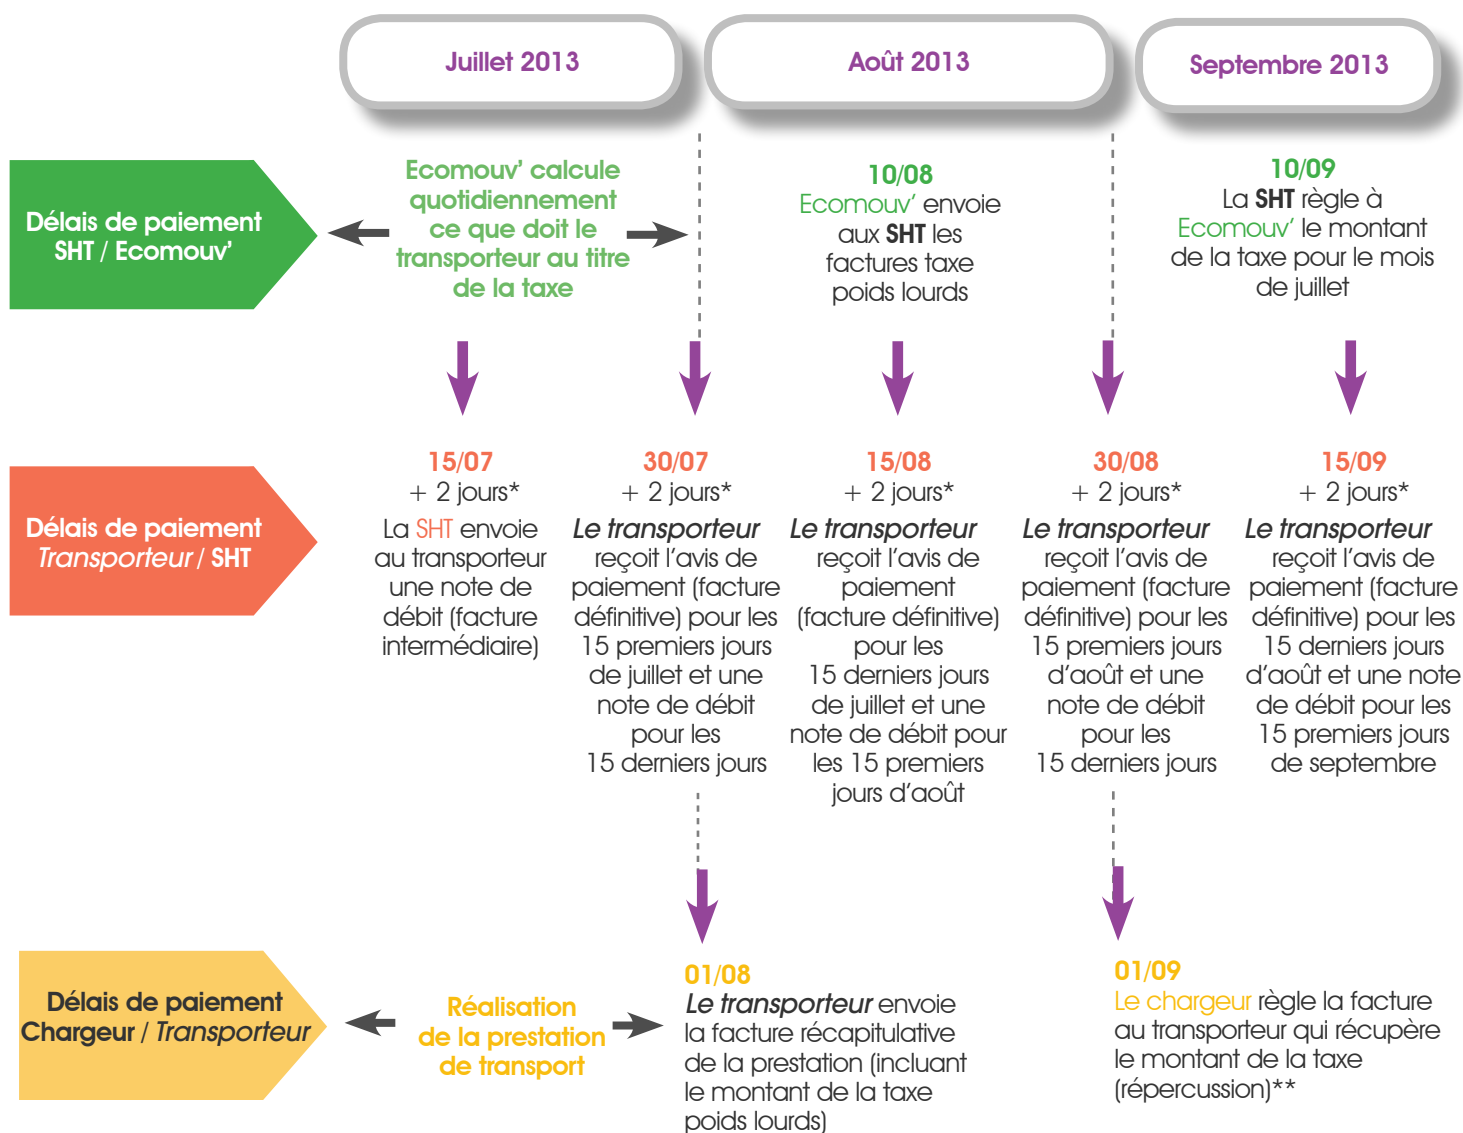 Juillet 2013
Août 2013
Septembre 2013
Délais de paiement
SHT / Ecomouv’
Ecomouv’ calcule
quotidiennement
ce que doit le
transporteur au titre
de la taxe
10/08
Ecomouv’ envoie
aux SHT les
factures taxe
poids lourds
10/09
La SHT règle à
Ecomouv’ le montant
de la taxe pour le mois
de juillet
Délais de paiement
Transporteur / SHT
15/07
+ 2 jours*
La SHT envoie
au transporteur
une note de
débit (facture
intermédiaire)
30/07
+ 2 jours*
Le transporteur
reçoit l’avis de
paiement (facture
définitive) pour les
15 premiers jours
de juillet et une
note de débit
pour les
15 derniers jours
15/08
+ 2 jours*
Le transporteur
reçoit l’avis de
paiement
(facture définitive)
pour les
15 derniers jours
de juillet et une
note de débit pour
les 15 premiers
jours d’août
30/08
+ 2 jours*
Le transporteur
reçoit l’avis de
paiement (facture
définitive) pour les
15 premiers jours
d’août et une
note de débit
pour les
15 derniers jours
15/09
+ 2 jours*
Le transporteur
reçoit l’avis de
paiement (facture
définitive) pour les
15 derniers jours
d’août et une note
de débit pour les
15 premiers jours
de septembre
Délais de paiement
Chargeur / Transporteur
Réalisation
de la prestation
de transport
01/08
Le transporteur envoie
la facture récapitulative
de la prestation (incluant
le montant de la taxe
poids lourds)
01/09
Le chargeur règle la facture
au transporteur qui récupère
le montant de la taxe
(répercussion)**